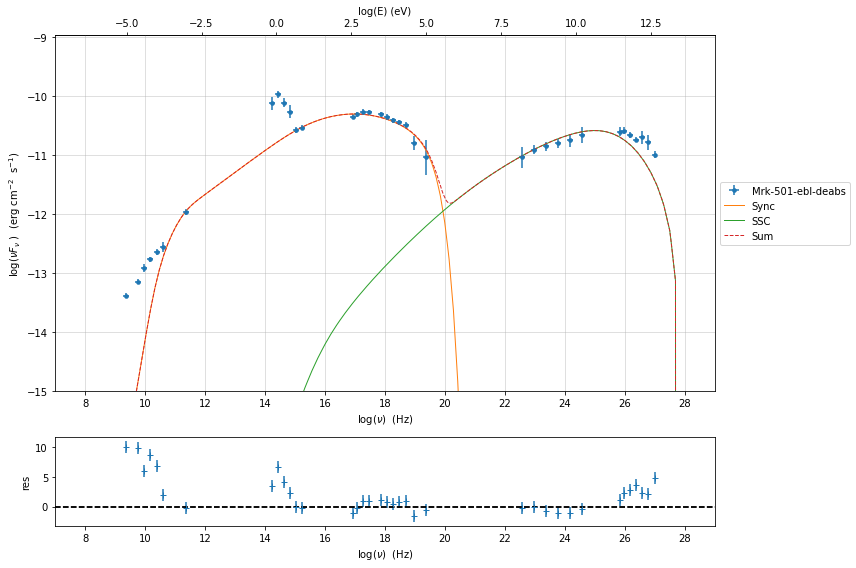 log(E) (eV)
−5.0 −2.5 0.0 2.5 5.0 7.5 10.0 12.5
−9
−10
−11
−12
−13
−14
−15
log(νFν ) (erg cm−2 s−1)
8 10 12 14 16 18 20 22 24 26 28
log(ν) (Hz)
Mrk-501-ebl-deabs
Sync
SSC
Sum
10
5
0
res
8 10 12 14 16 18 20 22 24 26 28
log(ν) (Hz)